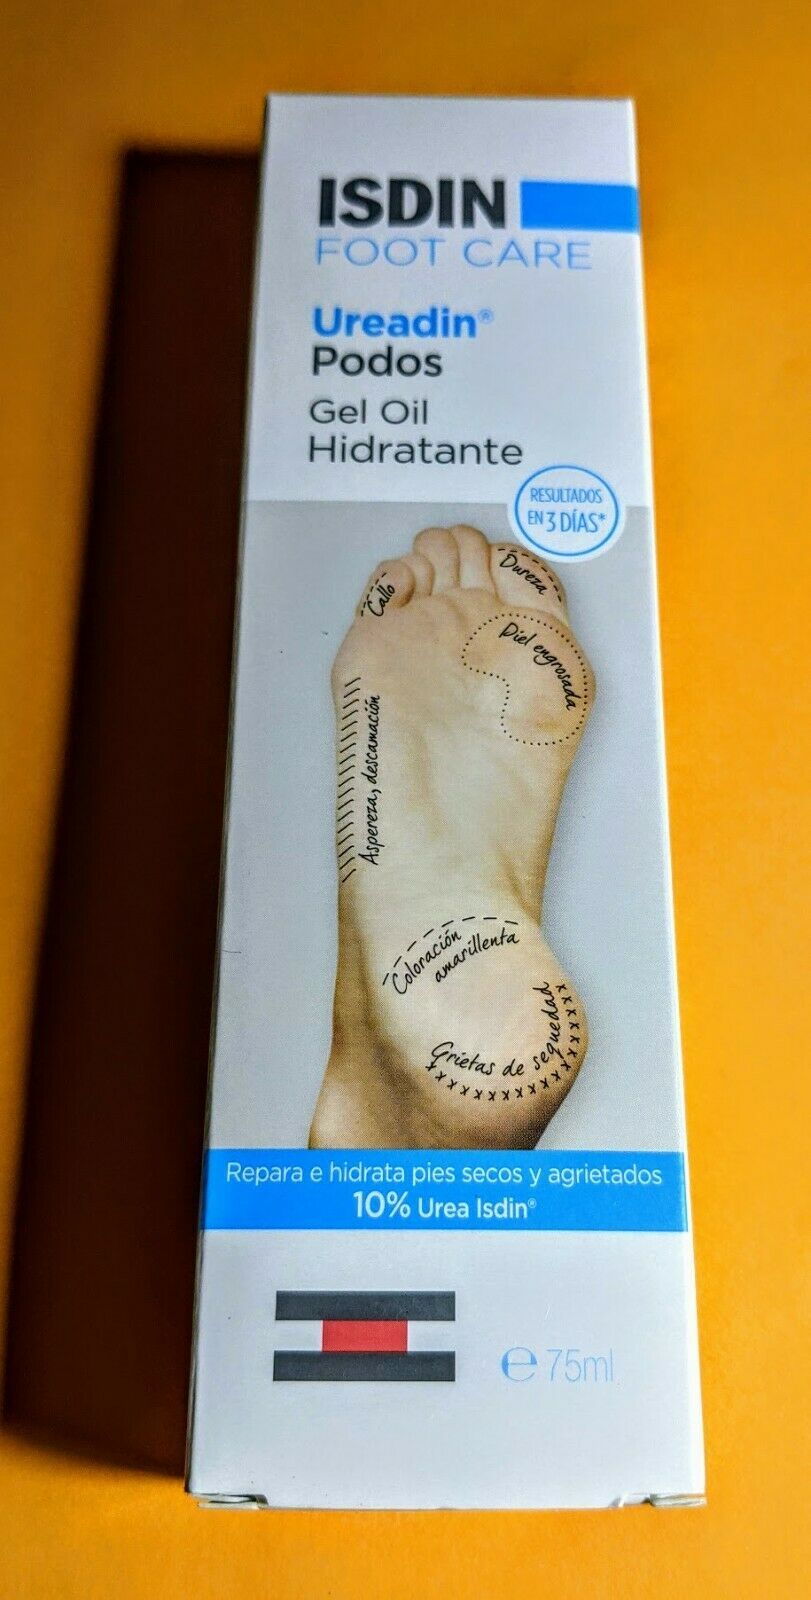 ISDIN
FOOT CARE
Ureadin®
Podos
Gel Oil
Hidratante
RESULTADOS
EN 3 DÍAS*
Callo
Dureza
Piel engrosada
Aspereza, descamación
Coloración
amarillenta
Grietas de sequedad
Repara e hidrata pies secos y agrietados
10% Urea Isdin®
℮ 75ml